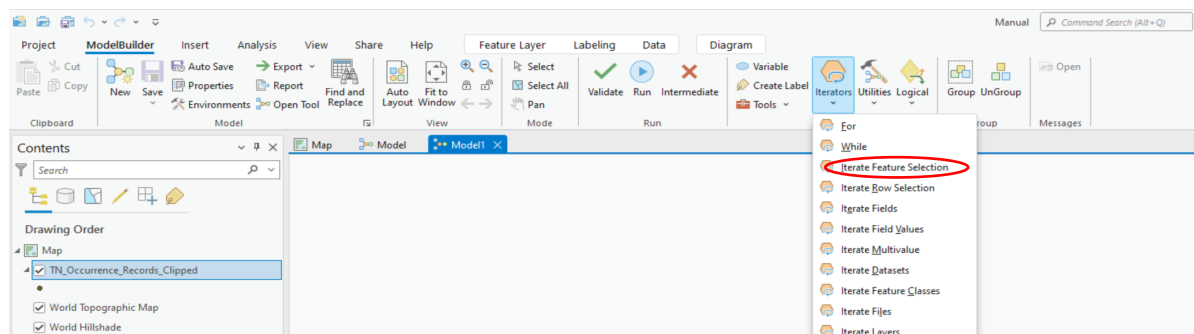 Manual
Command Search (Alt+Q)
Project ModelBuilder Insert Analysis View Share Help Feature Layer Labeling Data Diagram
Paste
Cut
Copy
Clipboard
New
Save
Auto Save
Properties
Environments
Export
Report
Open Tool
Find and Replace
Model
Auto Layout
Fit to Window
View
Select
Select All
Pan
Mode
Validate
Run
Intermediate
Run
Variable
Create Label
Tools
Iterators
Utilities
Logical
Group
UnGroup
roup
Open
Messages
For
While
Iterate Feature Selection
Iterate Row Selection
Iterate Fields
Iterate Field Values
Iterate Multivalue
Iterate Datasets
Iterate Feature Classes
Iterate Files
Iterate Layers
Contents
Search
Drawing Order
Map
TN_Occurrence_Records_Clipped
World Topographic Map
World Hillshade
Map
Model
Model1